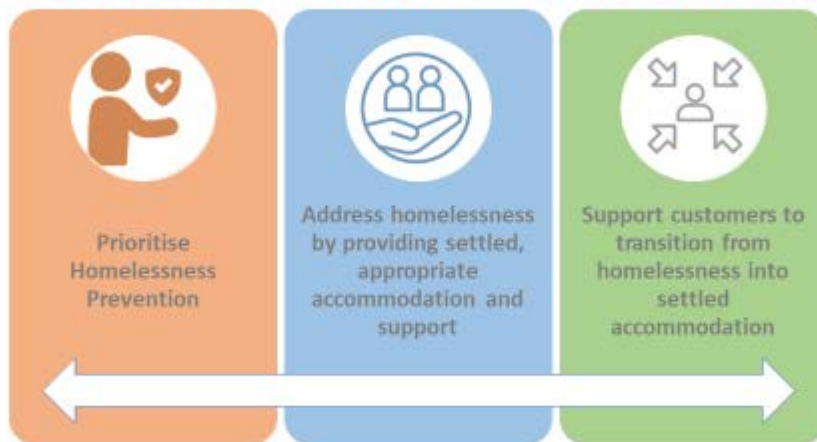 Prioritise
Homelessness
Prevention
Address homelessness
by providing settled,
appropriate
accommodation and
support
Support customers to
transition from
homelessness into
settled
accommodation